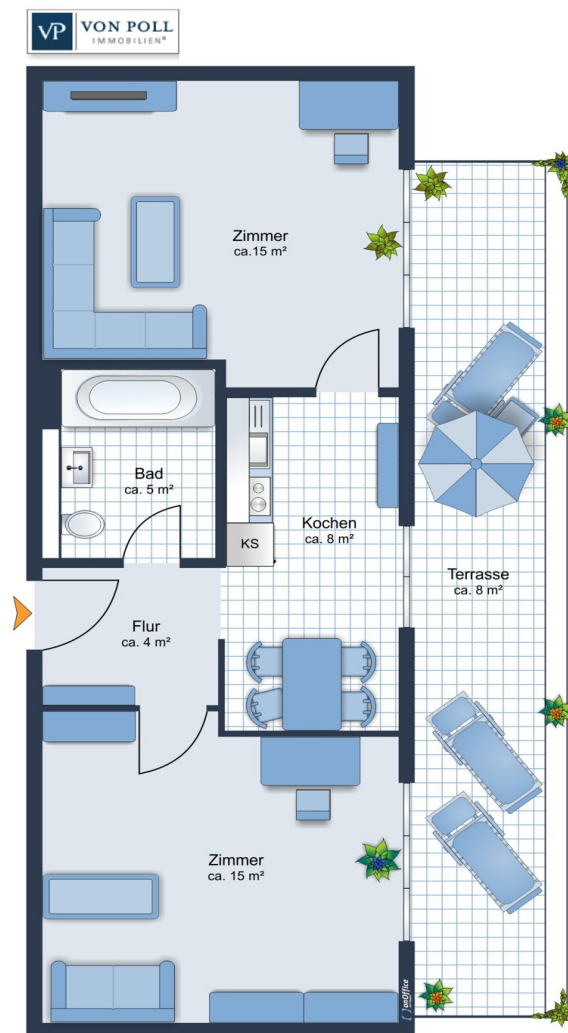 VP VON POLL
IMMOBILIEN®
Zimmer
ca.15 m²
Bad
ca. 5 m²
Kochen
ca. 8 m²
KS
Terrasse
ca. 8 m²
Flur
ca. 4 m²
Zimmer
ca. 15 m²
onOffice